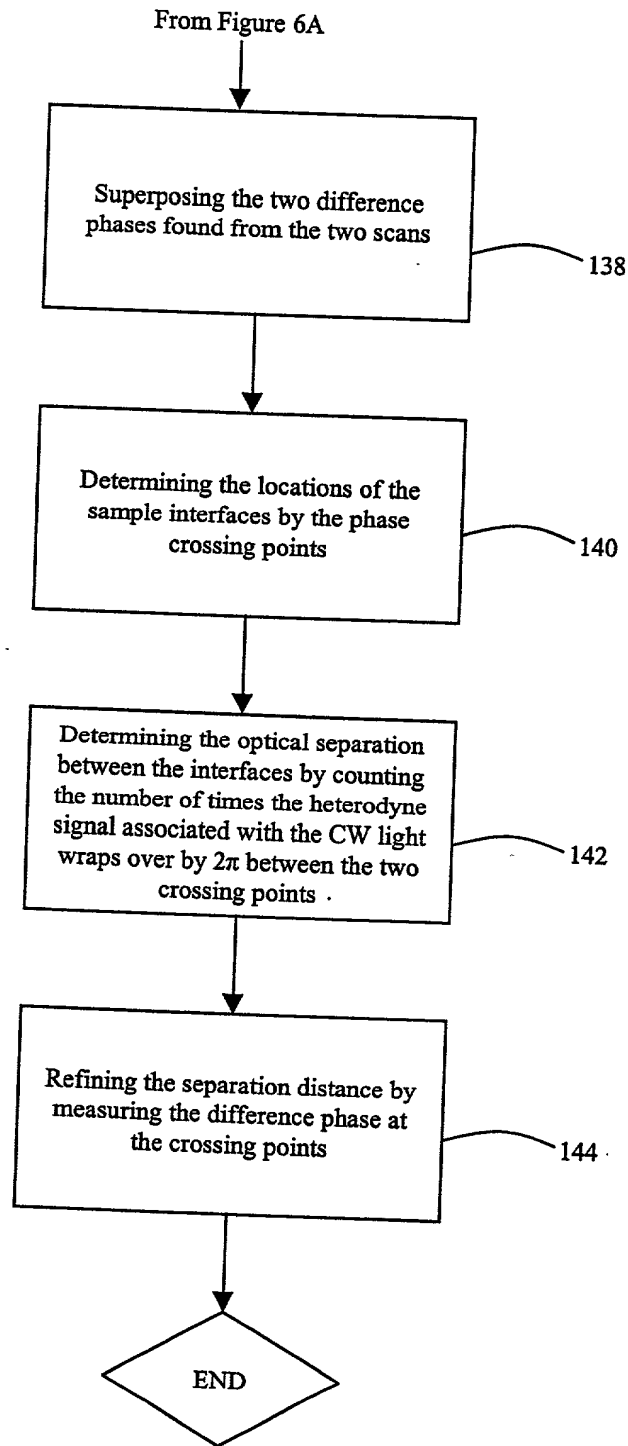 From Figure 6A
Superposing the two difference
phases found from the two scans
138
Determining the locations of the
sample interfaces by the phase
crossing points
140
Determining the optical separation
between the interfaces by counting
the number of times the heterodyne
signal associated with the CW light
wraps over by 2π between the two
crossing points .
142
Refining the separation distance by
measuring the difference phase at
the crossing points
144
END